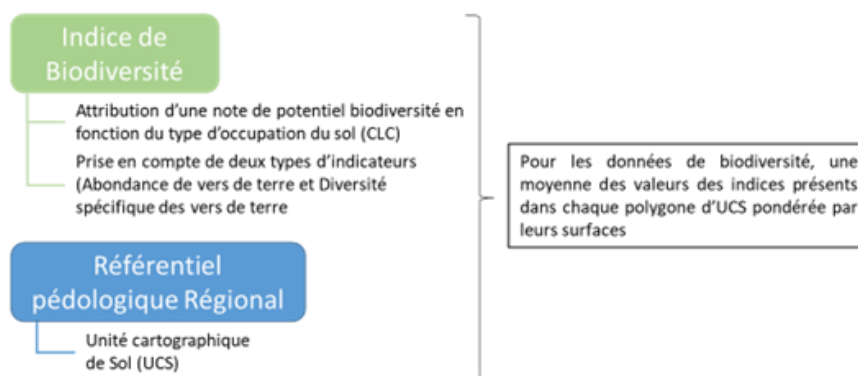 Indice de
Biodiversité
Attribution d'une note de potentiel biodiversité en
fonction du type d'occupation du sol (CLC)
Prise en compte de deux types d'indicateurs
(Abondance de vers de terre et Diversité
spécifique des vers de terre
Référentiel
pédologique Régional
Unité cartographique
de Sol (UCS)
Pour les données de biodiversité, une
moyenne des valeurs des indices présents
dans chaque polygone d'UCS pondérée par
leurs surfaces